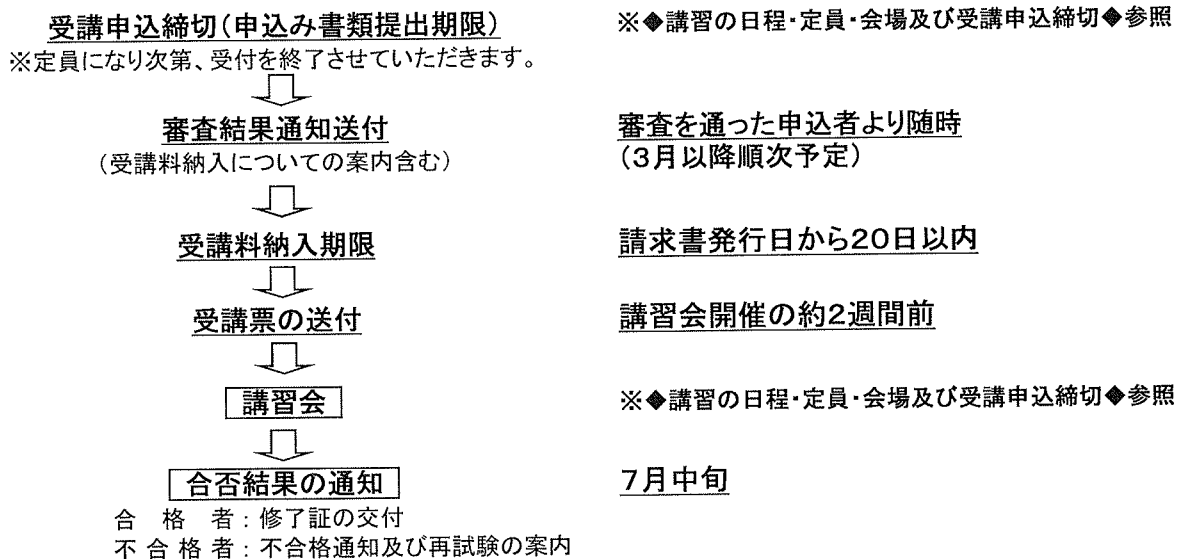 受講申込締切(申込み書類提出期限)
※◆講習の日程・定員・会場及び受講申込締切◆参照
※定員になり次第、受付を終了させていただきます。
審査結果通知送付
審査を通った申込者より随時
(受講料納入についての案内含む)
(3月以降順次予定)
受講料納入期限
請求書発行日から20日以内
受講票の送付
講習会開催の約2週間前
講習会
※◆講習の日程・定員・会場及び受講申込締切◆参照
合否結果の通知
7月中旬
合 格 者:修了証の交付
不 合 格 者:不合格通知及び再試験の案内